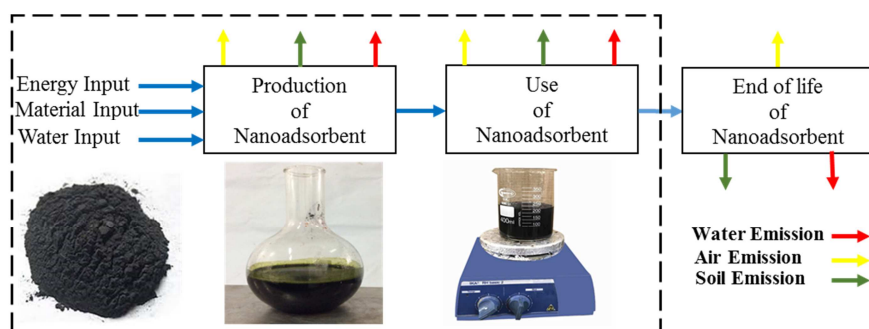 Energy Input
Material Input
Water Input
Production
of
Nanoadsorbent
Use
of
Nanoadsorbent
End of life
of
Nanoadsorbent
400ml
Water Emission
Air Emission
Soil Emission